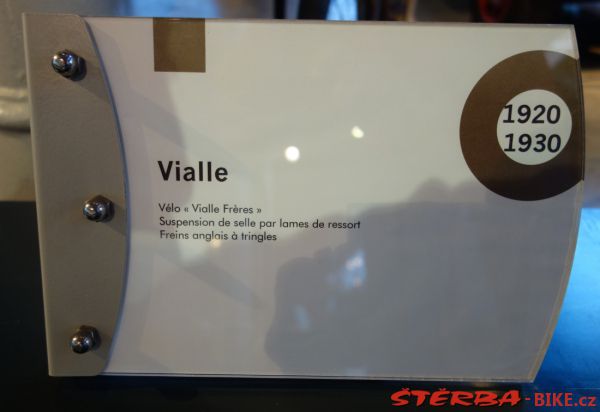 1920
1930
Vialle
Vélo « Vialle Frères »
Suspension de selle par lames de ressort
Freins anglais à tringles
ŠTĚRBA-BIKE.cz